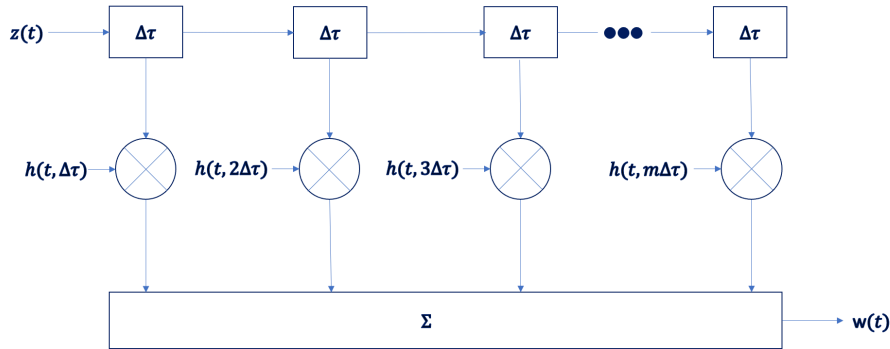 z(t) Δτ Δτ Δτ ●●● Δτ
h(t, Δτ) h(t, 2Δτ) h(t, 3Δτ) h(t, mΔτ)
Σ w(t)